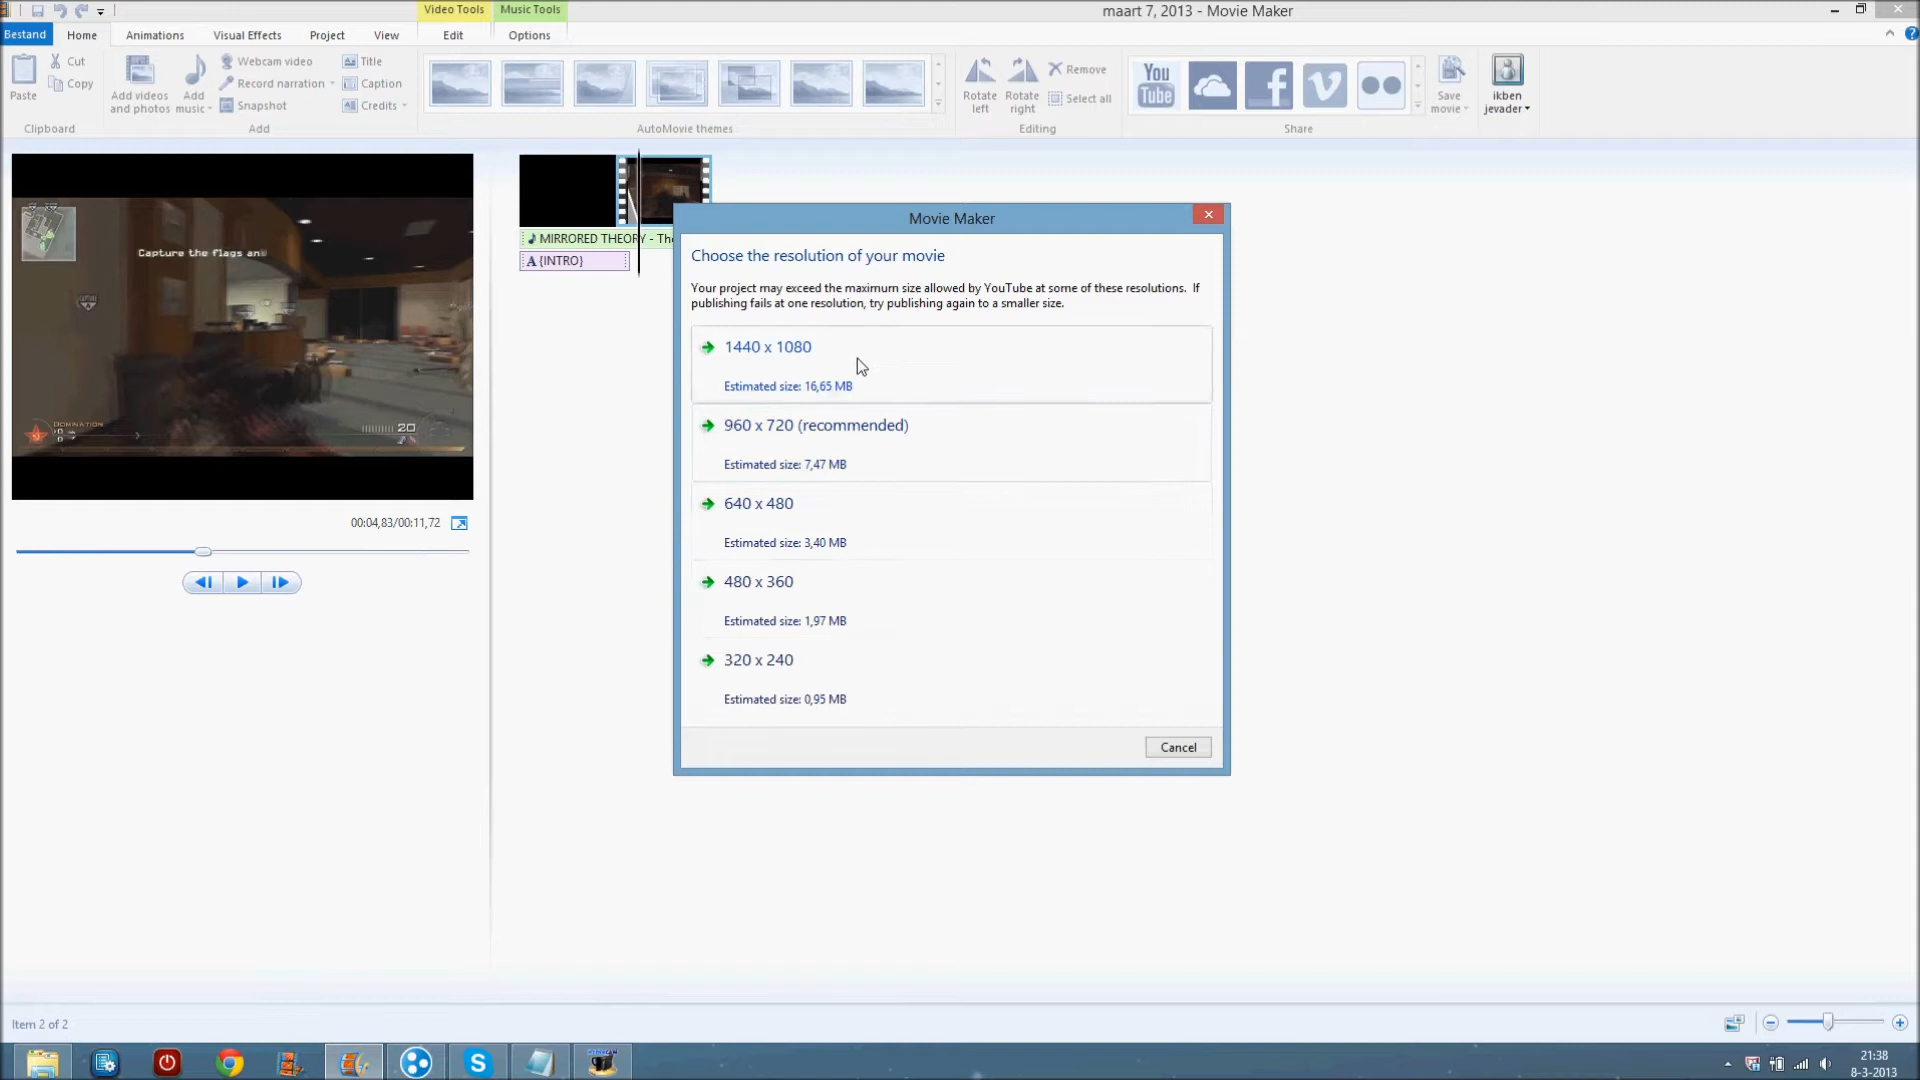 Video Tools
Music Tools
maart 7, 2013 - Movie Maker
Bestand
Home
Animations
Visual Effects
Project
View
Edit
Options
Paste
Cut
Copy
Clipboard
Add videos
and photos
Add
music
Webcam video
Record narration
Snapshot
Title
Caption
Credits
Add
AutoMovie themes
Rotate
left
Rotate
right
Remove
Select all
Editing
You
Tube
Share
Save
movie
ikben
jevader
Capture the flags an
DOMINATION
20
MIRRORED THEORY - The
A {INTRO}
00:04,83/00:11,72
Movie Maker
Choose the resolution of your movie
Your project may exceed the maximum size allowed by YouTube at some of these resolutions. If
publishing fails at one resolution, try publishing again to a smaller size.
1440 x 1080
Estimated size: 16,65 MB
960 x 720 (recommended)
Estimated size: 7,47 MB
640 x 480
Estimated size: 3,40 MB
480 x 360
Estimated size: 1,97 MB
320 x 240
Estimated size: 0,95 MB
Cancel
Item 2 of 2
21:38
8-3-2013